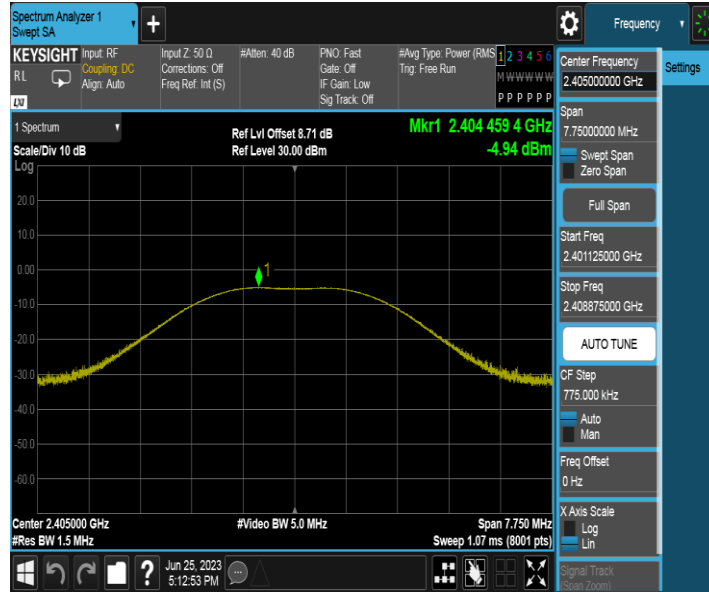 Spectrum Analyzer 1
Swept SA
+
Frequency
KEYSIGHT
RL
LXI
Input: RF
Coupling: DC
Align: Auto
Input Z: 50 Ω
Corrections: Off
Freq Ref: Int (S)
#Atten: 40 dB
PNO: Fast
Gate: Off
IF Gain: Low
Sig Track: Off
#Avg Type: Power (RMS
Trig: Free Run
1 2 3 4 5 6
M W W W W W
P P P P P P
Center Frequency
2.405000000 GHz
Settings
Span
7.75000000 MHz
Swept Span
Zero Span
Full Span
Start Freq
2.401125000 GHz
Stop Freq
2.408875000 GHz
AUTO TUNE
CF Step
775.000 kHz
Auto
Man
Freq Offset
0 Hz
X Axis Scale
Log
Lin
Signal Track
(Span Zoom)
1 Spectrum
Scale/Div 10 dB
Log
Ref Lvl Offset 8.71 dB
Ref Level 30.00 dBm
Mkr1 2.404 459 4 GHz
-4.94 dBm
20.0
10.0
0.00
-10.0
-20.0
-30.0
-40.0
-50.0
-60.0
1
Center 2.405000 GHz
#Res BW 1.5 MHz
#Video BW 5.0 MHz
Span 7.750 MHz
Sweep 1.07 ms (8001 pts)
?
Jun 25, 2023
5:12:53 PM